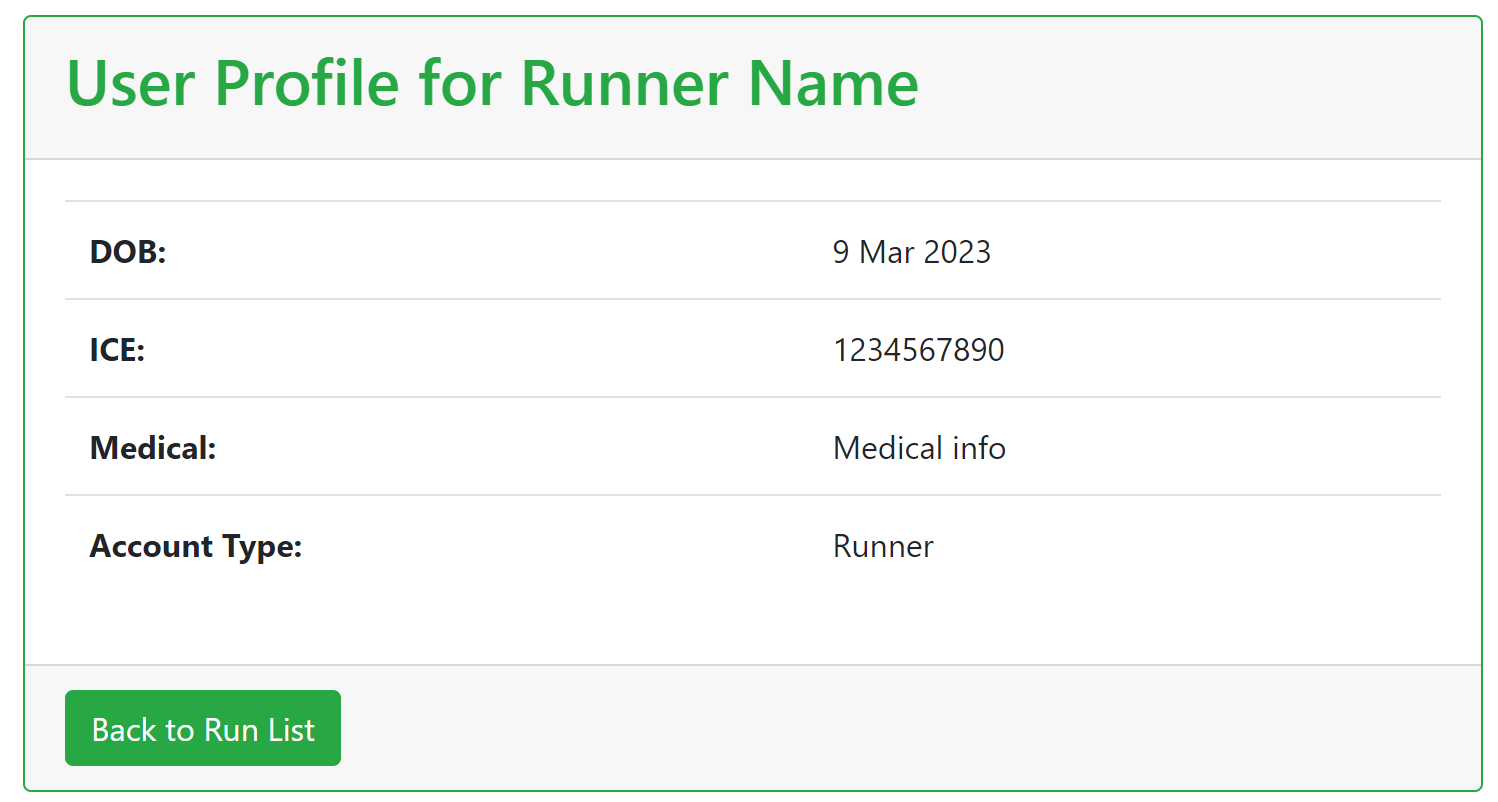 User Profile for Runner Name
DOB: 9 Mar 2023
ICE: 1234567890
Medical: Medical info
Account Type: Runner
Back to Run List